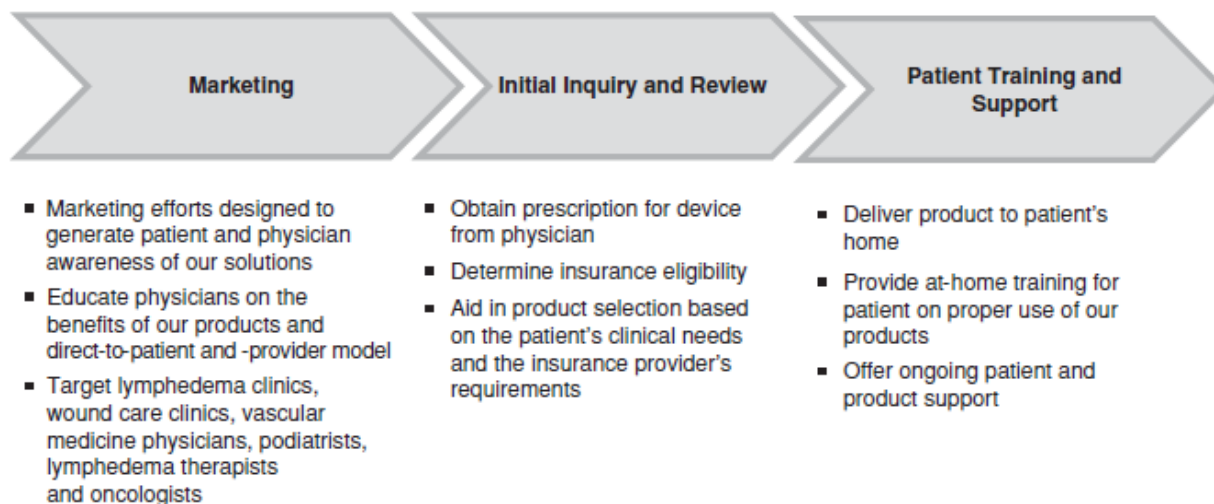 Marketing
Initial Inquiry and Review
Patient Training and
Support
▪ Marketing efforts designed to
generate patient and physician
awareness of our solutions
▪ Educate physicians on the
benefits of our products and
direct-to-patient and -provider model
▪ Target lymphedema clinics,
wound care clinics, vascular
medicine physicians, podiatrists,
lymphedema therapists
and oncologists
▪ Obtain prescription for device
from physician
▪ Determine insurance eligibility
▪ Aid in product selection based
on the patient's clinical needs
and the insurance provider's
requirements
▪ Deliver product to patient's
home
▪ Provide at-home training for
patient on proper use of our
products
▪ Offer ongoing patient and
product support